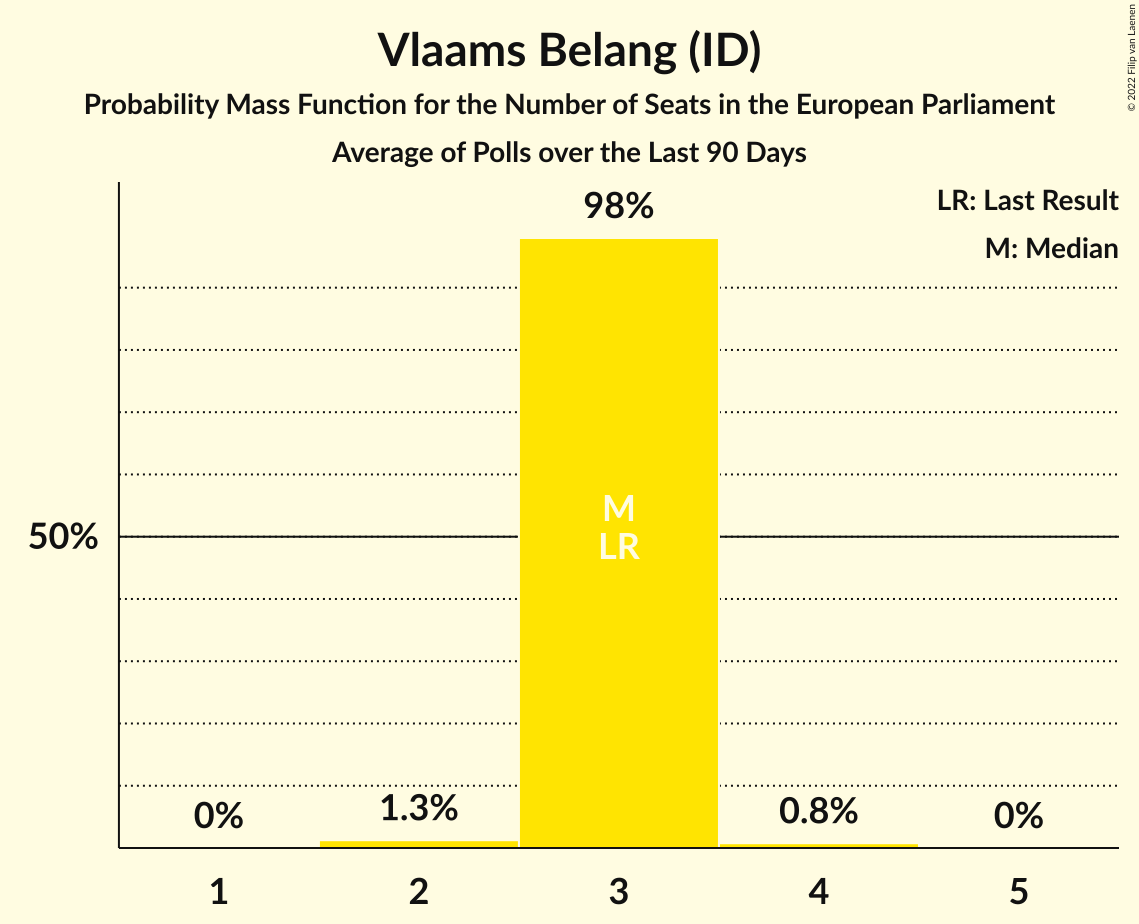 Vlaams Belang (ID)
Probability Mass Function for the Number of Seats in the European Parliament
Average of Polls over the Last 90 Days
© 2022 Filip van Laenen
LR: Last Result
M: Median
98%
M
LR
50%
0%
1.3%
0.8%
0%
1
2
3
4
5